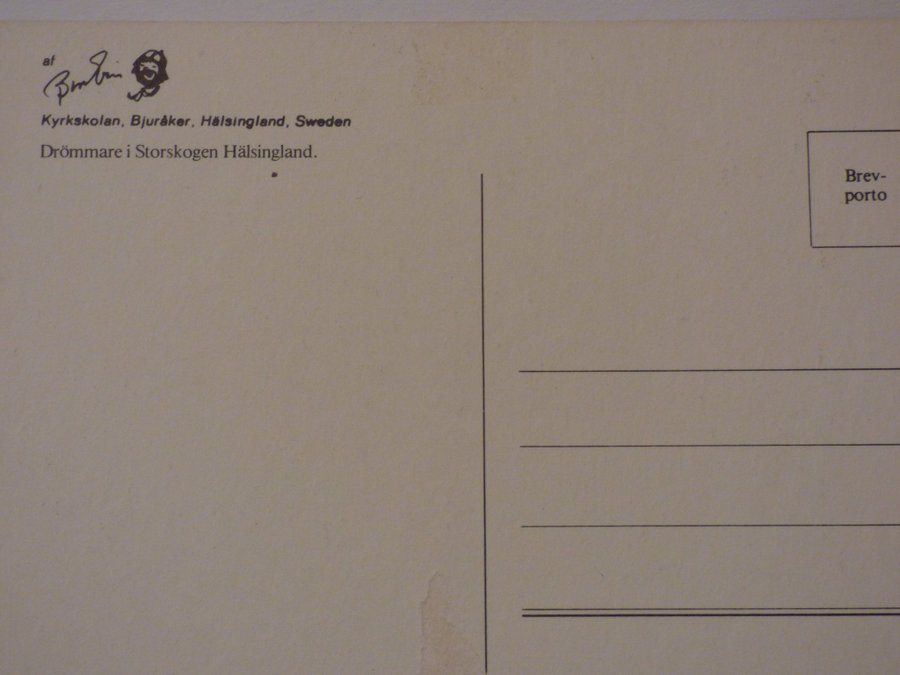 af
Kyrkskolan, Bjuråker, Hälsingland, Sweden
Drömmare i Storskogen Hälsingland.
Brev-
porto